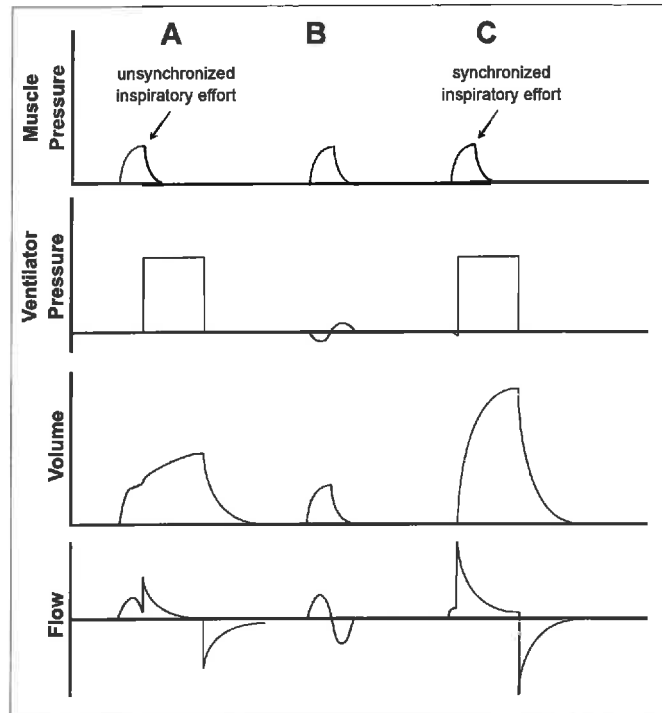 A
B
C
unsynchronized
inspiratory effort
synchronized
inspiratory effort
Muscle
Pressure
Ventilator
Pressure
Volume
Flow